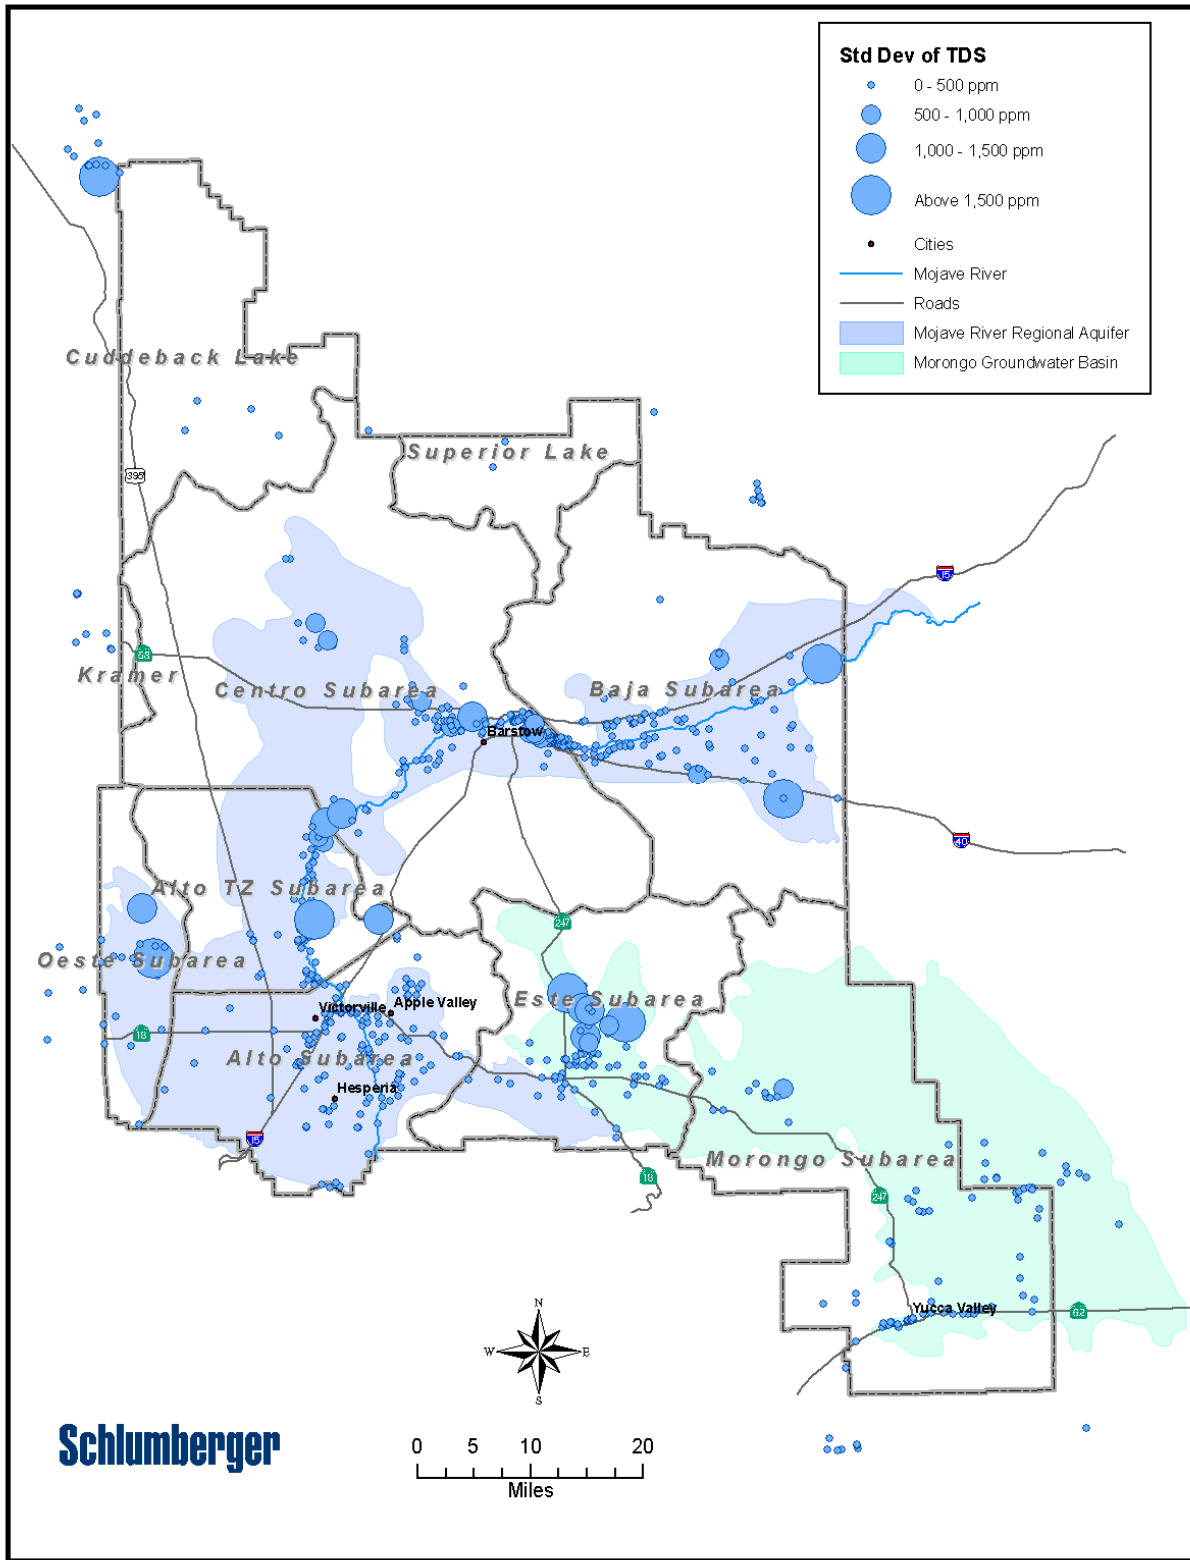 Std Dev of TDS
0 - 500 ppm
500 - 1,000 ppm
1,000 - 1,500 ppm
Above 1,500 ppm
Cities
Mojave River
Roads
Mojave River Regional Aquifer
Morongo Groundwater Basin
Cuddeback Lake
Superior Lake
395
15
58
Kramer
Centro Subarea
Baja Subarea
Barstow
40
Alto TZ Subarea
247
Oeste Subarea
Este Subarea
Victorville
Apple Valley
18
Alto Subarea
Hesperia
15
Morongo Subarea
18
247
Yucca Valley
62
N
W
E
S
Schlumberger
0 5 10 20
Miles